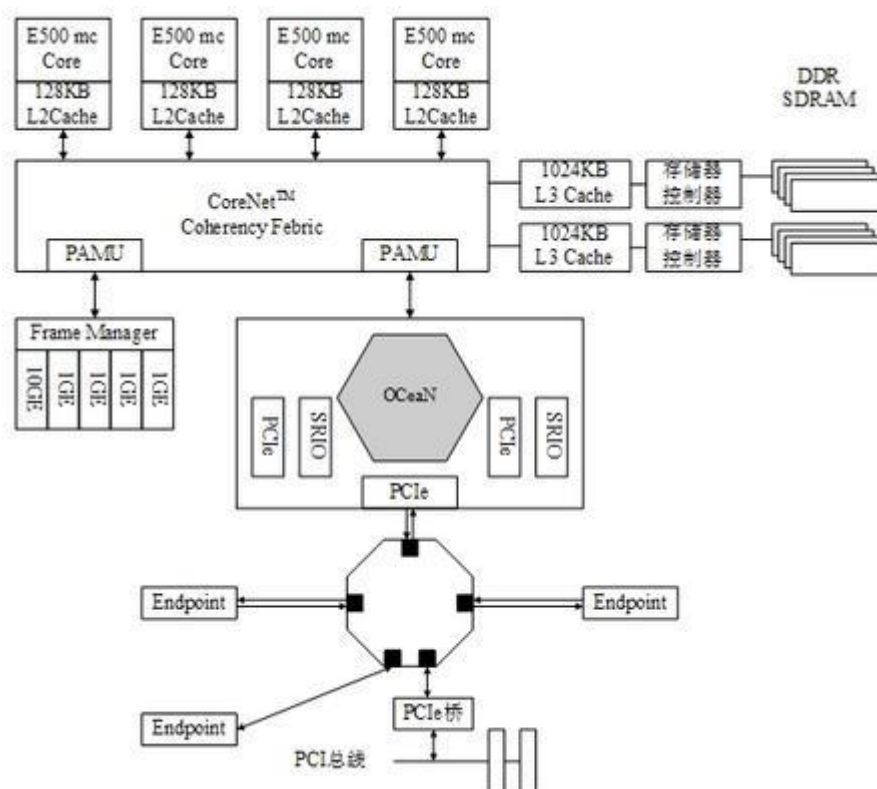 E500 mc
Core
128KB
L2Cache
E500 mc
Core
128KB
L2Cache
E500 mc
Core
128KB
L2Cache
E500 mc
Core
128KB
L2Cache
DDR
SDRAM
CoreNet™
Coherency Febric
PAMU
PAMU
1024KB
L3 Cache
存储器
控制器
1024KB
L3 Cache
存储器
控制器
Frame Manager
10GE
1GE
1GE
1GE
1GE
OCeaN
PCIe
SRIO
PCIe
SRIO
PCIe
Endpoint
Endpoint
Endpoint
PCIe桥
PCI总线